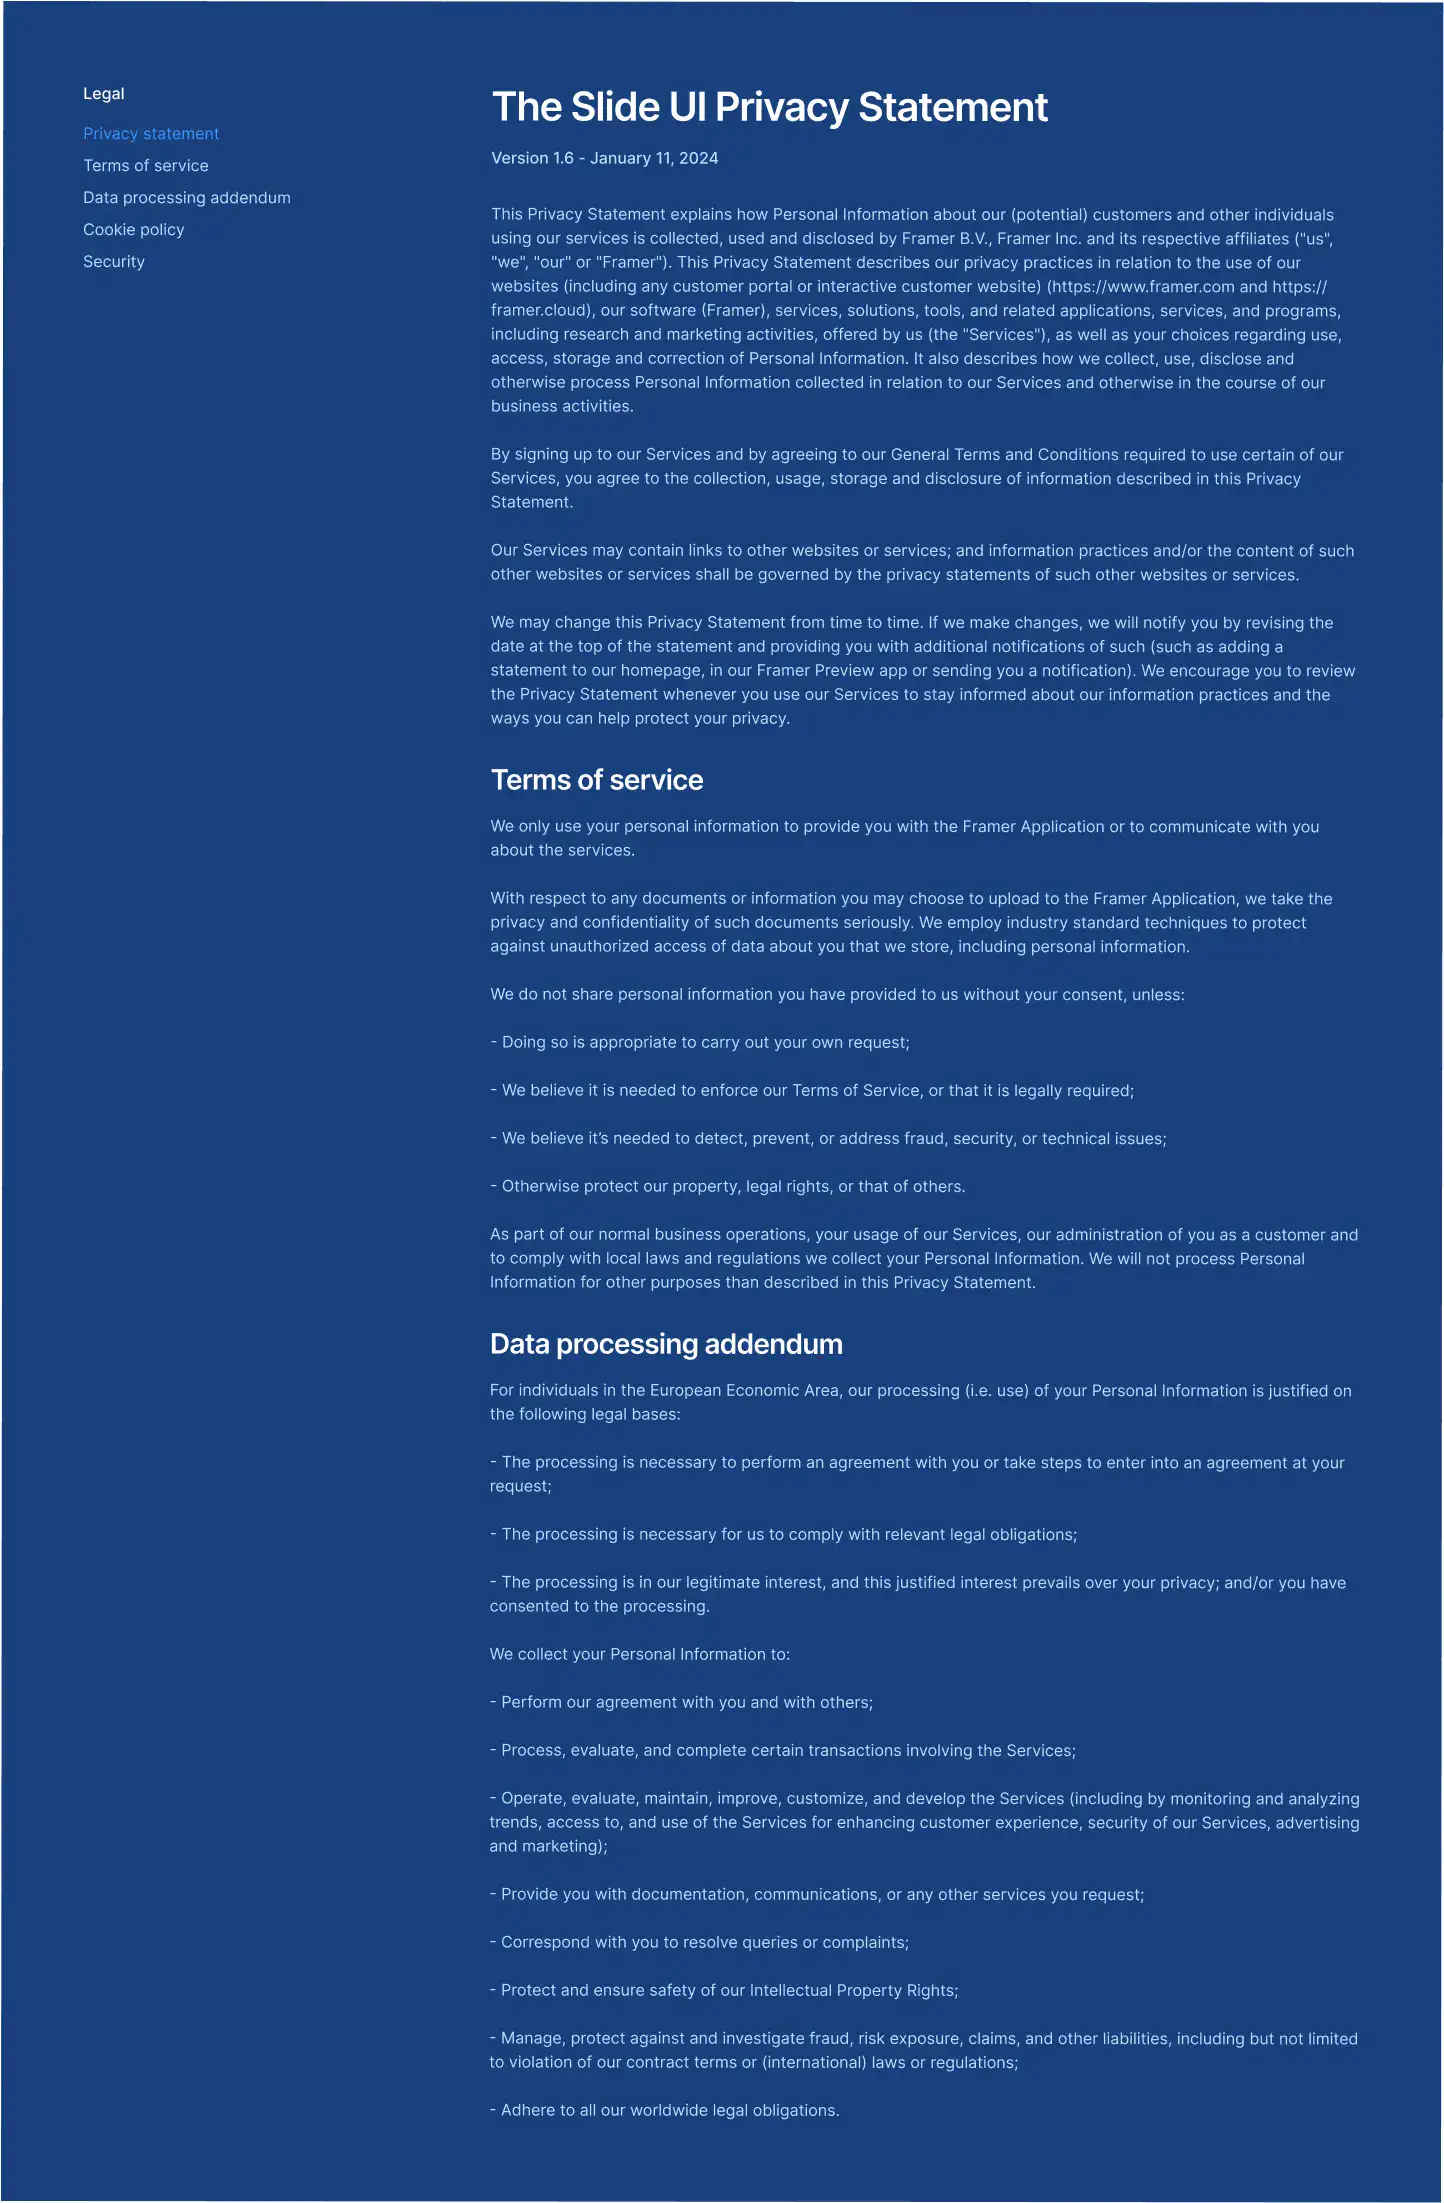 Legal
Privacy statement
Terms of service
Data processing addendum
Cookie policy
Security
The Slide UI Privacy Statement
Version 1.6 - January 11, 2024
This Privacy Statement explains how Personal Information about our (potential) customers and other individuals
using our services is collected, used and disclosed by Framer B.V., Framer Inc. and its respective affiliates ("us",
"we", "our" or "Framer"). This Privacy Statement describes our privacy practices in relation to the use of our
websites (including any customer portal or interactive customer website) (https://www.framer.com and https://
framer.cloud), our software (Framer), services, solutions, tools, and related applications, services, and programs,
including research and marketing activities, offered by us (the "Services"), as well as your choices regarding use,
access, storage and correction of Personal Information. It also describes how we collect, use, disclose and
otherwise process Personal Information collected in relation to our Services and otherwise in the course of our
business activities.
By signing up to our Services and by agreeing to our General Terms and Conditions required to use certain of our
Services, you agree to the collection, usage, storage and disclosure of information described in this Privacy
Statement.
Our Services may contain links to other websites or services; and information practices and/or the content of such
other websites or services shall be governed by the privacy statements of such other websites or services.
We may change this Privacy Statement from time to time. If we make changes, we will notify you by revising the
date at the top of the statement and providing you with additional notifications of such (such as adding a
statement to our homepage, in our Framer Preview app or sending you a notification). We encourage you to review
the Privacy Statement whenever you use our Services to stay informed about our information practices and the
ways you can help protect your privacy.
Terms of service
We only use your personal information to provide you with the Framer Application or to communicate with you
about the services.
With respect to any documents or information you may choose to upload to the Framer Application, we take the
privacy and confidentiality of such documents seriously. We employ industry standard techniques to protect
against unauthorized access of data about you that we store, including personal information.
We do not share personal information you have provided to us without your consent, unless:
- Doing so is appropriate to carry out your own request;
- We believe it is needed to enforce our Terms of Service, or that it is legally required;
- We believe it's needed to detect, prevent, or address fraud, security, or technical issues;
- Otherwise protect our property, legal rights, or that of others.
As part of our normal business operations, your usage of our Services, our administration of you as a customer and
to comply with local laws and regulations we collect your Personal Information. We will not process Personal
Information for other purposes than described in this Privacy Statement.
Data processing addendum
For individuals in the European Economic Area, our processing (i.e. use) of your Personal Information is justified on
the following legal bases:
- The processing is necessary to perform an agreement with you or take steps to enter into an agreement at your
request;
- The processing is necessary for us to comply with relevant legal obligations;
- The processing is in our legitimate interest, and this justified interest prevails over your privacy; and/or you have
consented to the processing.
We collect your Personal Information to:
- Perform our agreement with you and with others;
- Process, evaluate, and complete certain transactions involving the Services;
- Operate, evaluate, maintain, improve, customize, and develop the Services (including by monitoring and analyzing
trends, access to, and use of the Services for enhancing customer experience, security of our Services, advertising
and marketing);
- Provide you with documentation, communications, or any other services you request;
- Correspond with you to resolve queries or complaints;
- Protect and ensure safety of our Intellectual Property Rights;
- Manage, protect against and investigate fraud, risk exposure, claims, and other liabilities, including but not limited
to violation of our contract terms or (international) laws or regulations;
- Adhere to all our worldwide legal obligations.